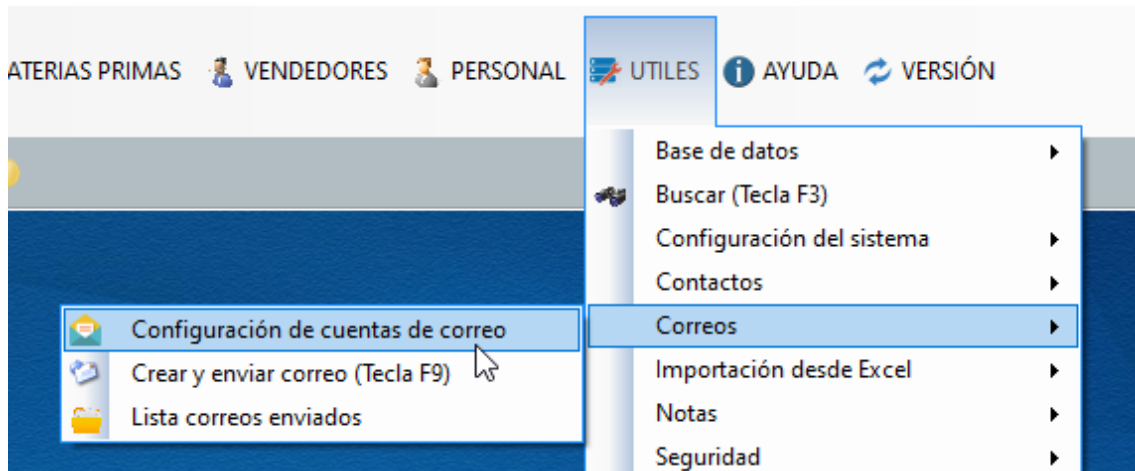 ATERIAS PRIMAS VENDEDORES PERSONAL UTILES AYUDA VERSIÓN
Base de datos
Buscar (Tecla F3)
Configuración del sistema
Contactos
Correos
Importación desde Excel
Notas
Seguridad
Configuración de cuentas de correo
Crear y enviar correo (Tecla F9)
Lista correos enviados